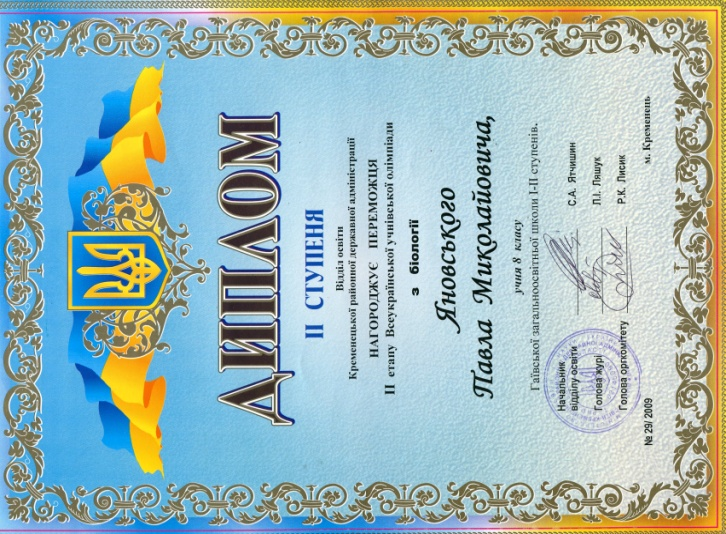 ДИПЛОМ
ІІ СТУПЕНЯ
Відділ освіти
Кременецької районної державної адміністрації
НАГОРОДЖУЄ ПЕРЕМОЖЦЯ
ІІ етапу Всеукраїнської учнівської олімпіади
з біології
Яновського
Павла Миколайовича,
учня 8 класу
Гаївської загальноосвітньої школи І-ІІ ступенів.
Начальник
відділу освіти С.А. Ятчишин
Голова журі Л.І. Ляшук
Голова оргкомітету Р.К. Лисик
№ 29/ 2009 м. Кременець